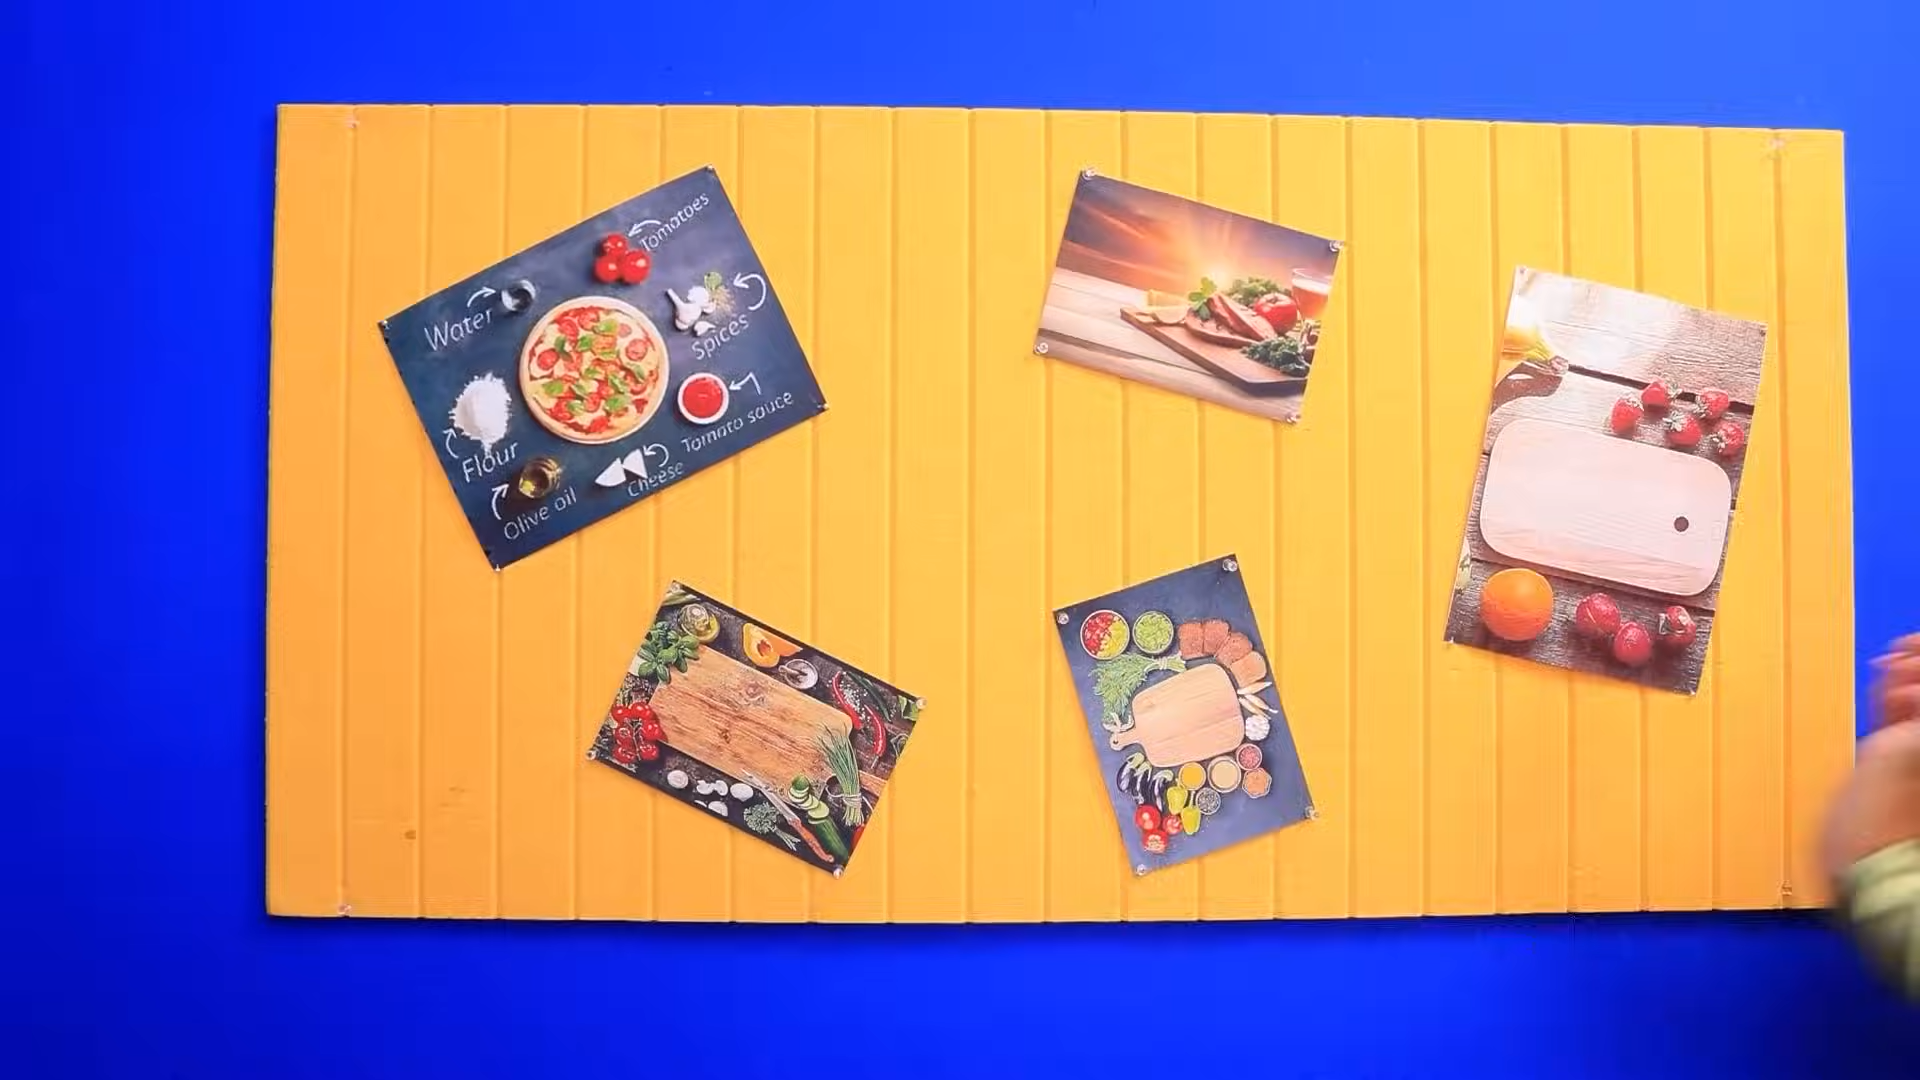 Tomatoes
Water
Spices
Flour
Tomato sauce
Cheese
Olive oil